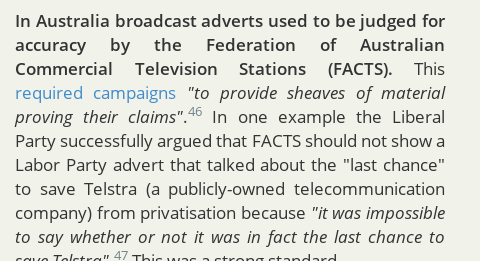 In Australia broadcast adverts used to be judged for
accuracy by the Federation of Australian
Commercial Television Stations (FACTS). This
required campaigns "to provide sheaves of material
proving their claims".46 In one example the Liberal
Party successfully argued that FACTS should not show a
Labor Party advert that talked about the "last chance"
to save Telstra (a publicly-owned telecommunication
company) from privatisation because "it was impossible
to say whether or not it was in fact the last chance to
save Telstra".47 This was a strong standard